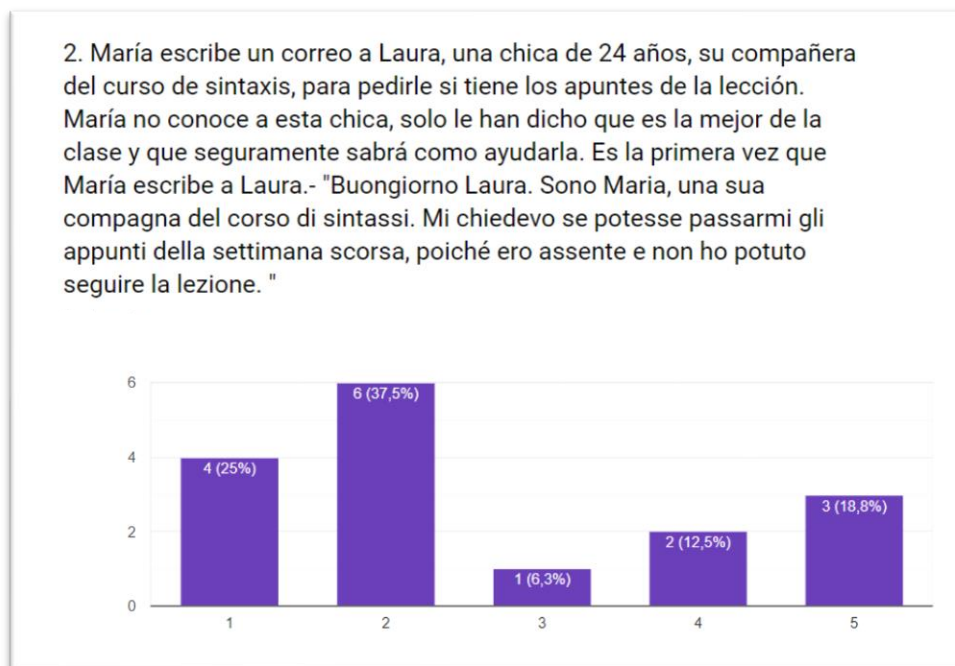 2. María escribe un correo a Laura, una chica de 24 años, su compañera
del curso de sintaxis, para pedirle si tiene los apuntes de la lección.
María no conoce a esta chica, solo le han dicho que es la mejor de la
clase y que seguramente sabrá como ayudarla. Es la primera vez que
María escribe a Laura.- "Buongiorno Laura. Sono Maria, una sua
compagna del corso di sintassi. Mi chiedevo se potesse passarmi gli
appunti della settimana scorsa, poiché ero assente e non ho potuto
seguire la lezione. "
6
6 (37,5%)
4
4 (25%)
3 (18,8%)
2
2 (12,5%)
1 (6,3%)
0
1 2 3 4 5